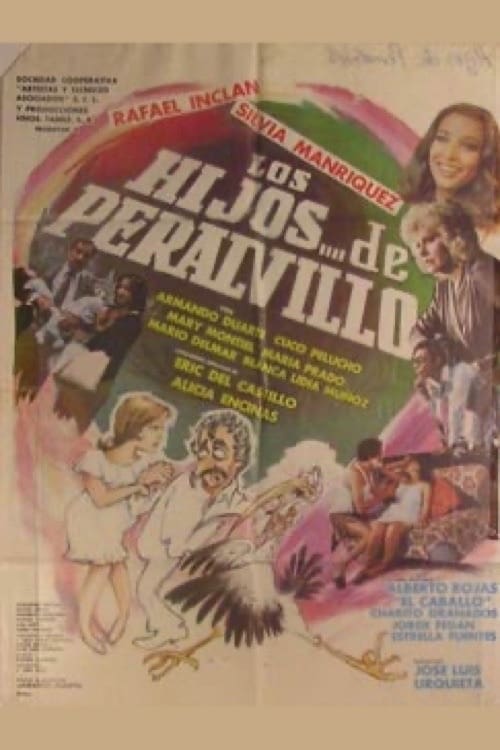 SOCIEDAD COOPERATIVA
"ARTISTAS Y TECNICOS
ASOCIADOS" S.C.L.
Y PRODUCCIONES
RAFAEL INCLAN
SILVIA MANRIQUEZ
LOS
HIJOS....de
PERALVILLO
con
ARMANDO DUARTE CUCO PELUCHO
MARY MONTIEL MARIA PRADO
MARIO DELMAR BLANCA LIDIA MUÑOZ
ERIC DEL CASTILLO
ALICIA ENCINAS
ALBERTO ROJAS
"EL CABALLO"
CHARITO GRANADOS
JORGE FEGAN
ESTRELLA FUENTES
JOSE LUIS
URQUIETA